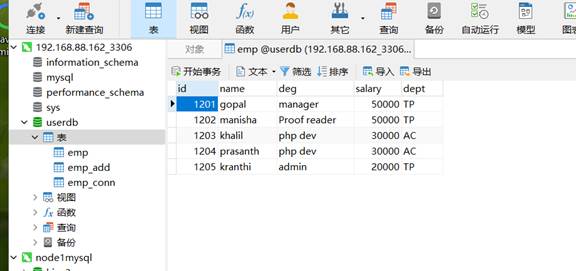 连接 新建查询 表 视图 函数 用户 其它 查询 备份 自动运行 模型
192.168.88.162_3306 对象 emp @userdb (192.168.88.162_3306...
information_schema 开始事务 文本 筛选 排序 导入 导出
mysql id name deg salary dept
performance_schema 1201 gopal manager 50000 TP
sys 1202 manisha Proof reader 50000 TP
userdb 1203 khalil php dev 30000 AC
表 1204 prasanth php dev 30000 AC
emp 1205 kranthi admin 20000 TP
emp_add
emp_conn
视图
函数
查询
备份
node1mysql